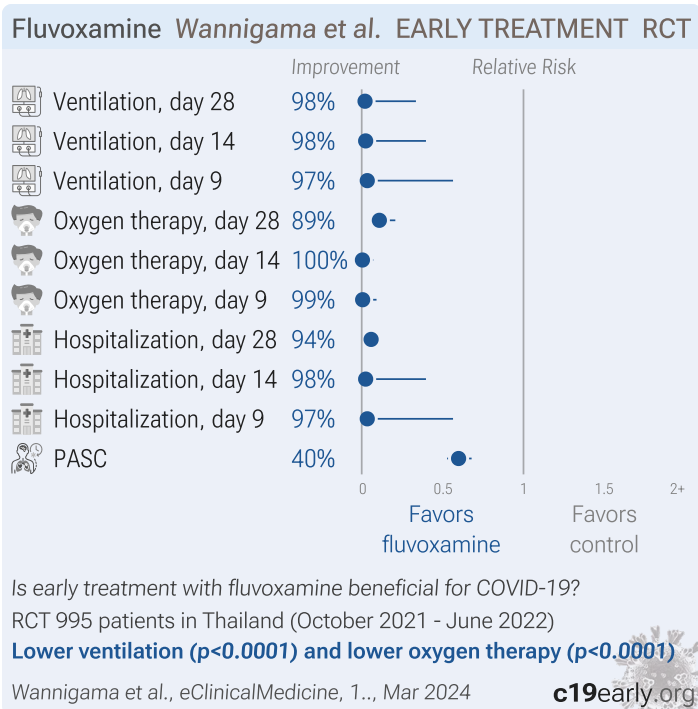 Fluvoxamine Wannigama et al. EARLY TREATMENT RCT
Improvement Relative Risk
Ventilation, day 28 98%
Ventilation, day 14 98%
Ventilation, day 9 97%
Oxygen therapy, day 28 89%
Oxygen therapy, day 14 100%
Oxygen therapy, day 9 99%
Hospitalization, day 28 94%
Hospitalization, day 14 98%
Hospitalization, day 9 97%
PASC 40%
0 0.5 1 1.5 2+
Favors Favors
fluvoxamine control
Is early treatment with fluvoxamine beneficial for COVID-19?
RCT 995 patients in Thailand (October 2021 - June 2022)
Lower ventilation (p<0.0001) and lower oxygen therapy (p<0.0001)
Wannigama et al., eClinicalMedicine, 1.., Mar 2024 c19early.org